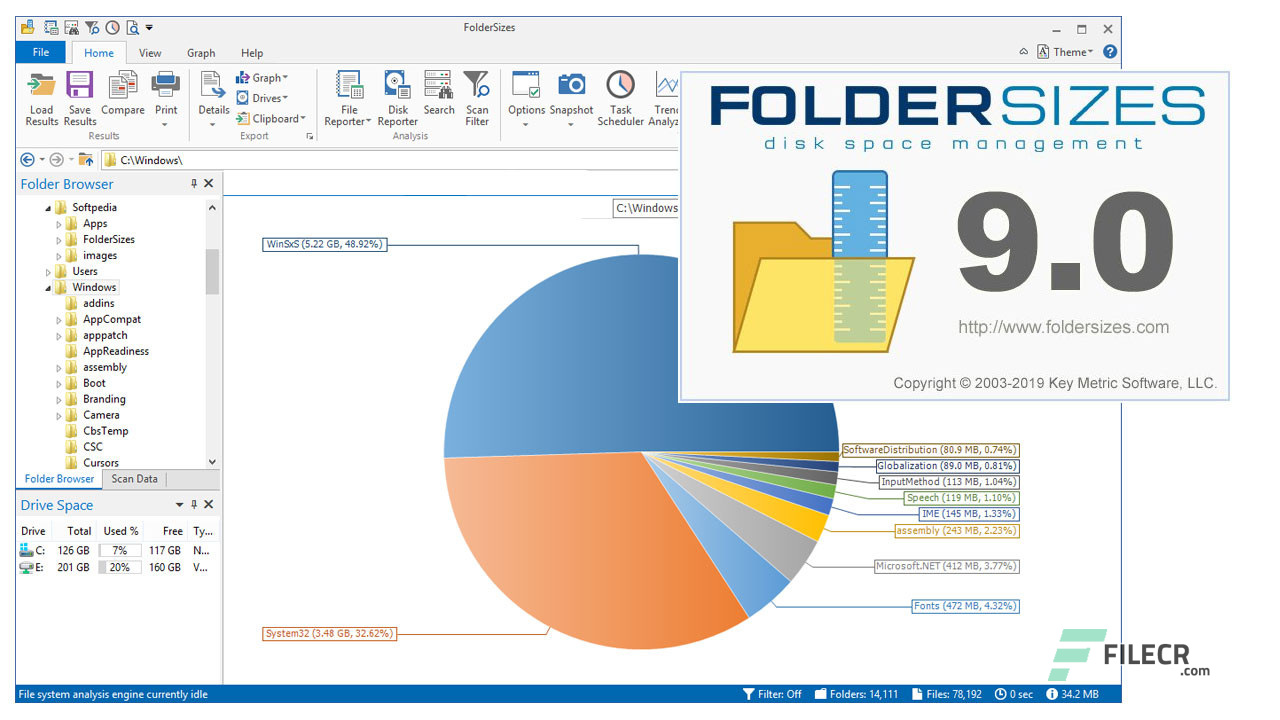 FolderSizes
File Home View Graph Help
Theme
Load Results
Save Results
Compare
Print
Results
Details
Graph
Drives
Clipboard
Export
File Reporter
Disk Reporter
Search
Scan Filter
Analysis
Options
Snapshot
Task Scheduler
C:\Windows\
Folder Browser
Softpedia
Apps
FolderSizes
images
Users
Windows
addins
AppCompat
apppatch
AppReadiness
assembly
Boot
Branding
Camera
CbsTemp
CSC
Cursors
Folder Browser Scan Data
Drive Space
Drive Total Used % Free Ty...
C: 126 GB 7% 117 GB N...
E: 201 GB 20% 160 GB V...
C:\Windows
WinSxS (5.22 GB, 48.92%)
SoftwareDistribution (80.9 MB, 0.74%)
Globalization (89.0 MB, 0.81%)
InputMethod (113 MB, 1.04%)
Speech (119 MB, 1.10%)
IME (145 MB, 1.33%)
assembly (243 MB, 2.23%)
Microsoft.NET (412 MB, 3.77%)
Fonts (472 MB, 4.32%)
System32 (3.48 GB, 32.62%)
FOLDERSIZES
disk space management
9.0
http://www.foldersizes.com
Copyright © 2003-2019 Key Metric Software, LLC.
FILECR
.com
File system analysis engine currently idle
Filter: Off Folders: 14,111 Files: 78,192 0 sec 34.2 MB